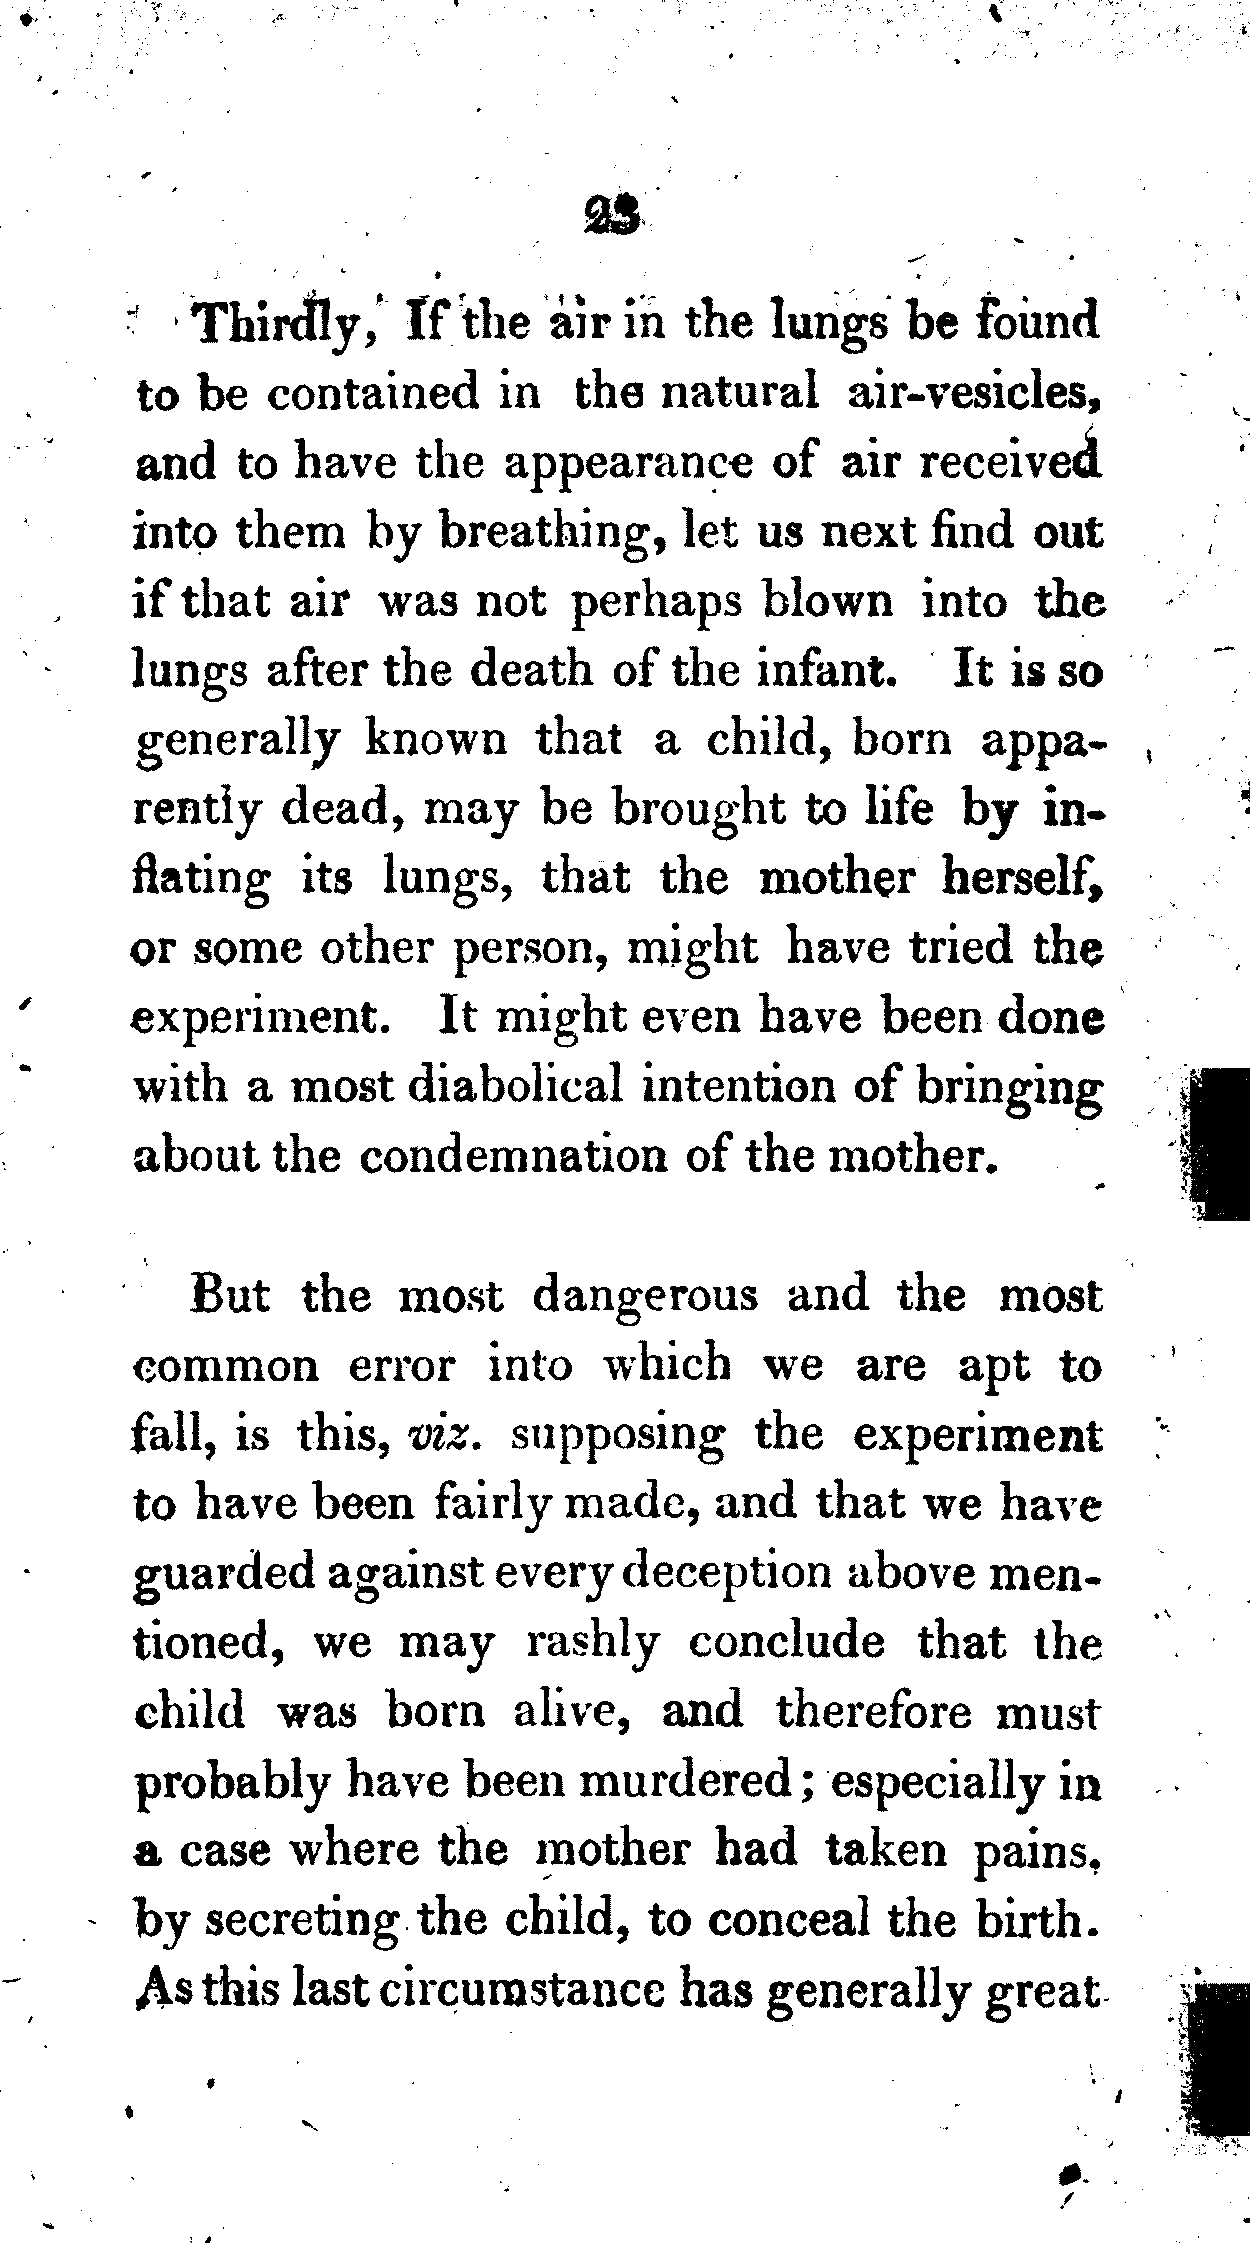 23
Thirdly, If the air in the lungs be found
to be contained in the natural air-vesicles,
and to have the appearance of air received
into them by breathing, let us next find out
if that air was not perhaps blown into the
lungs after the death of the infant. It is so
generally known that a child, born appa-
rently dead, may be brought to life by in-
flating its lungs, that the mother herself,
or some other person, might have tried the
experiment. It might even have been done
with a most diabolical intention of bringing
about the condemnation of the mother.
But the most dangerous and the most
common error into which we are apt to
fall, is this, viz. supposing the experiment
to have been fairly made, and that we have
guarded against every deception above men-
tioned, we may rashly conclude that the
child was born alive, and therefore must
probably have been murdered; especially in
a case where the mother had taken pains,
by secreting the child, to conceal the birth.
As this last circumstance has generally great